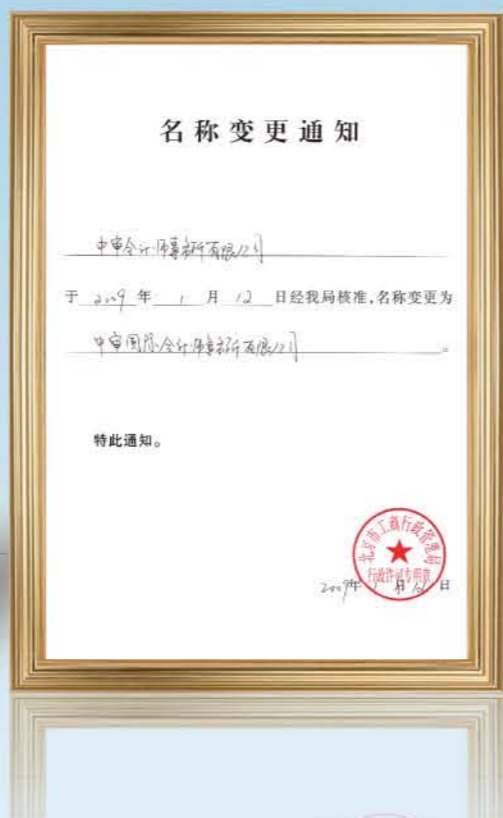 名称变更通知
中审会计师事务所有限公司
于 2009 年 1 月 12 日经我局核准,名称变更为
中审国际会计师事务所有限公司。
特此通知。
北京市工商行政管理局
行政许可专用章
2009年 1 月 12 日